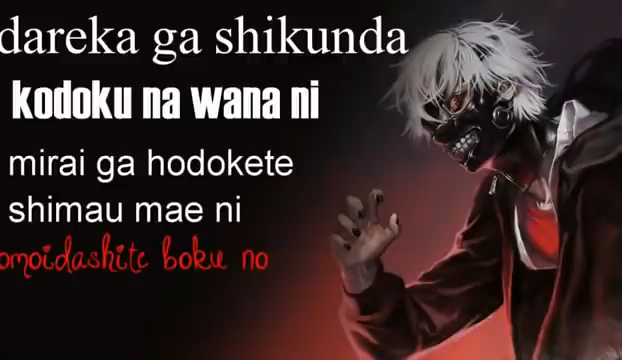 dareka ga shikunda
kodoku na wana ni
mirai ga hodokete
shimau mae ni
omoidashite boku no